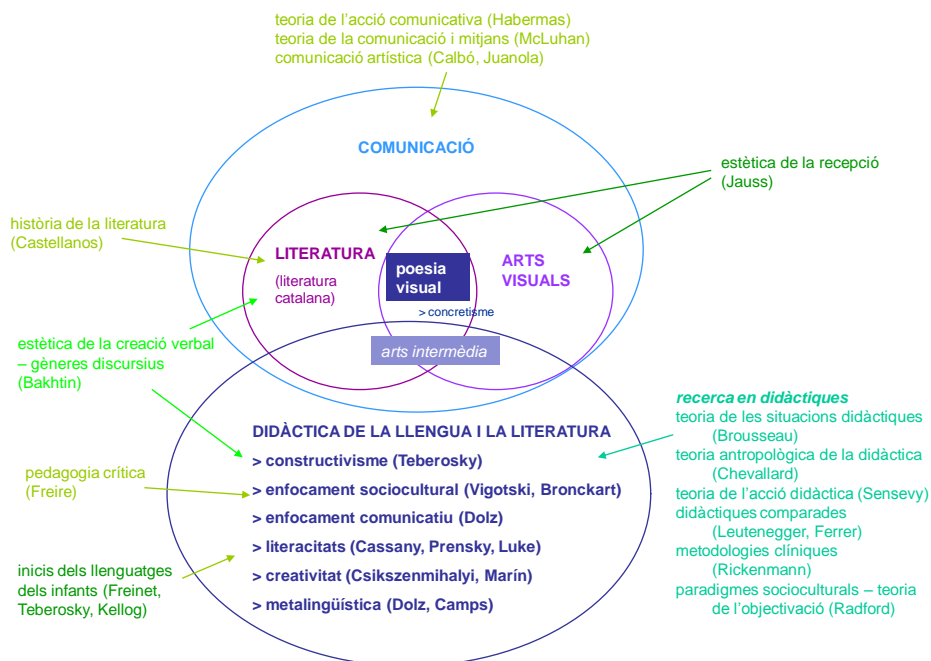 teoria de l'acció comunicativa (Habermas)
teoria de la comunicació i mitjans (McLuhan)
comunicació artística (Calbó, Juanola)
COMUNICACIÓ
estètica de la recepció
(Jauss)
història de la literatura
(Castellanos)
LITERATURA
(literatura
catalana)
poesia
visual
ARTS
VISUALS
> concretisme
arts intermèdia
estètica de la creació verbal
– gèneres discursius
(Bakhtin)
pedagogia crítica
(Freire)
inicis dels llenguatges
dels infants (Freinet,
Teberosky, Kellog)
DIDÀCTICA DE LA LLENGUA I LA LITERATURA
> constructivisme (Teberosky)
> enfocament sociocultural (Vigotski, Bronckart)
> enfocament comunicatiu (Dolz)
> literacitats (Cassany, Prensky, Luke)
> creativitat (Csikszenmihalyi, Marín)
> metalingüística (Dolz, Camps)
recerca en didàctiques
teoria de les situacions didàctiques
(Brousseau)
teoria antropològica de la didàctica
(Chevallard)
teoria de l'acció didàctica (Sensevy)
didàctiques comparades
(Leutenegger, Ferrer)
metodologies clíniques
(Rickenmann)
paradigmes socioculturals – teoria
de l'objectivació (Radford)